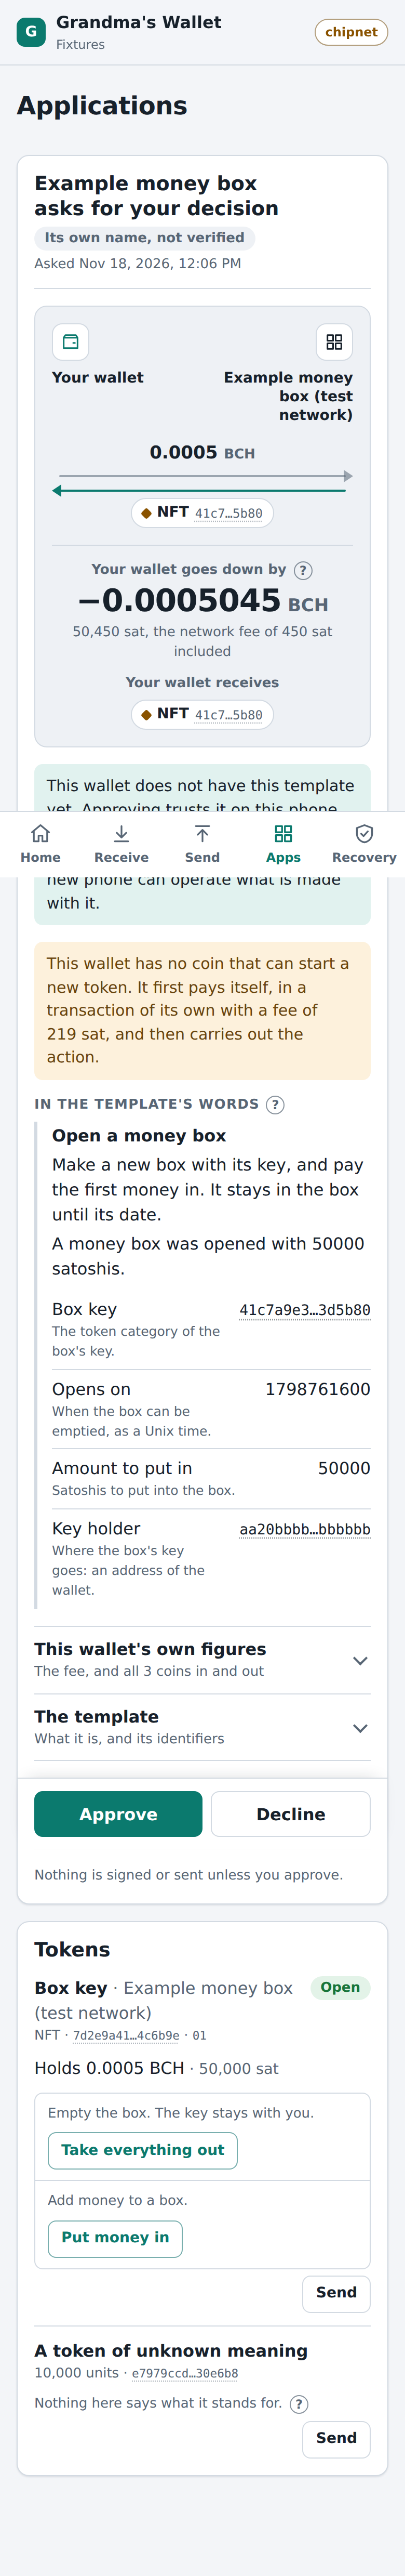 G
Grandma's Wallet
Fixtures
chipnet
Applications
Example money box
asks for your decision
Its own name, not verified
Asked Nov 18, 2026, 12:06 PM
Your wallet
Example money
box (test
network)
0.0005 BCH
NFT 41c7…5b80
Your wallet goes down by ?
−0.0005045 BCH
50,450 sat, the network fee of 450 sat
included
Your wallet receives
NFT 41c7…5b80
This wallet does not have this template
yet. Approving trusts it on this phone
Home
Receive
Send
Apps
Recovery
new phone can operate what is made
with it.
This wallet has no coin that can start a
new token. It first pays itself, in a
transaction of its own with a fee of
219 sat, and then carries out the
action.
IN THE TEMPLATE'S WORDS ?
Open a money box
Make a new box with its key, and pay
the first money in. It stays in the box
until its date.
A money box was opened with 50000
satoshis.
Box key
41c7a9e3…3d5b80
The token category of the
box's key.
Opens on
1798761600
When the box can be
emptied, as a Unix time.
Amount to put in
50000
Satoshis to put into the box.
Key holder
aa20bbbb…bbbbbb
Where the box's key
goes: an address of the
wallet.
This wallet's own figures
The fee, and all 3 coins in and out
The template
What it is, and its identifiers
Approve
Decline
Nothing is signed or sent unless you approve.
Tokens
Box key · Example money box
(test network)
Open
NFT · 7d2e9a41…4c6b9e · 01
Holds 0.0005 BCH · 50,000 sat
Empty the box. The key stays with you.
Take everything out
Add money to a box.
Put money in
Send
A token of unknown meaning
10,000 units · e7979ccd…30e6b8
Nothing here says what it stands for. ?
Send